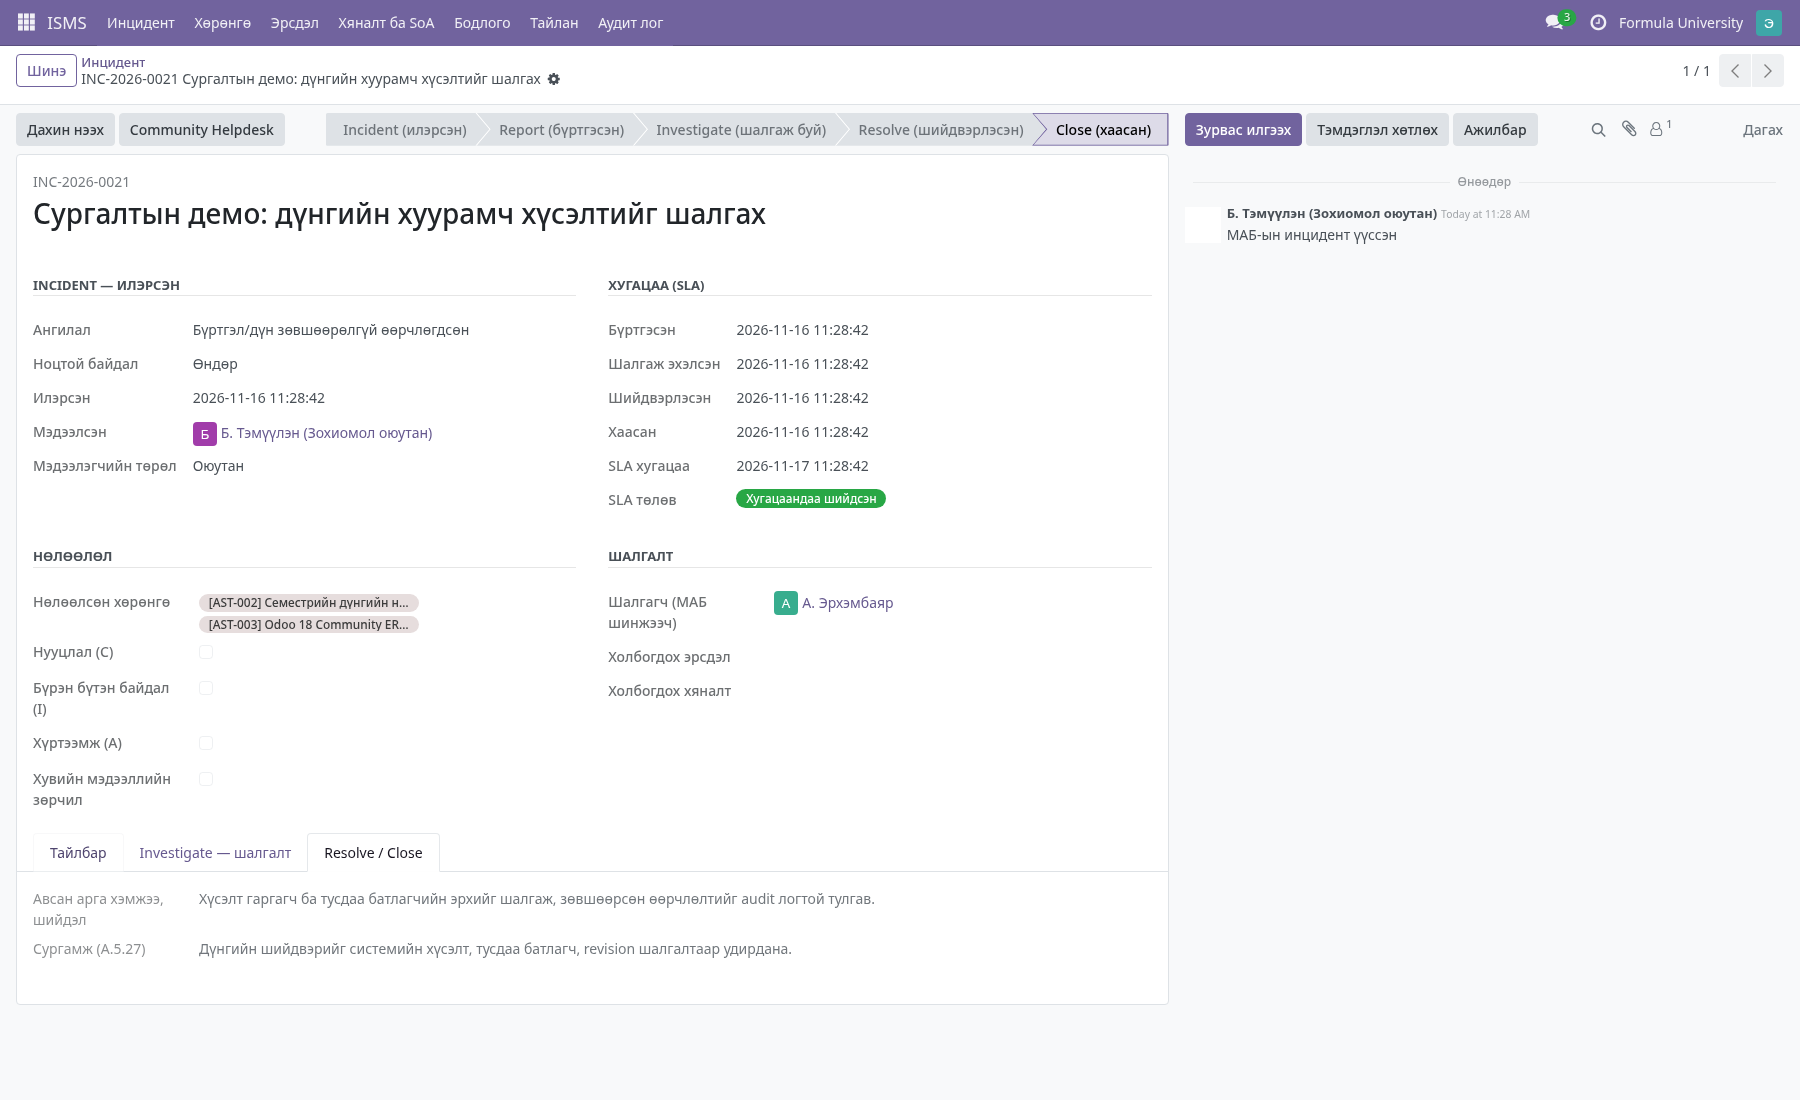 ISMS Инцидент Хөрөнгө Эрсдэл Хяналт ба SoA Бодлого Тайлан Аудит лог 3 Formula University Э
Шинэ
Инцидент
INC-2026-0021 Сургалтын демо: дүнгийн хуурамч хүсэлтийг шалгах
1 / 1
Дахин нээх Community Helpdesk
Incident (илэрсэн) Report (бүртгэсэн) Investigate (шалгаж буй) Resolve (шийдвэрлэсэн) Close (хаасан)
Зурвас илгээх Тэмдэглэл хөтлөх Ажилбар 1 Дагах
INC-2026-0021
Сургалтын демо: дүнгийн хуурамч хүсэлтийг шалгах
INCIDENT — ИЛЭРСЭН
Ангилал Бүртгэл/дүн зөвшөөрөлгүй өөрчлөгдсөн
Ноцтой байдал Өндөр
Илэрсэн 2026-11-16 11:28:42
Мэдээлсэн Б Б. Тэмүүлэн (Зохиомол оюутан)
Мэдээлэгчийн төрөл Оюутан
ХУГАЦАА (SLA)
Бүртгэсэн 2026-11-16 11:28:42
Шалгаж эхэлсэн 2026-11-16 11:28:42
Шийдвэрлэсэн 2026-11-16 11:28:42
Хаасан 2026-11-16 11:28:42
SLA хугацаа 2026-11-17 11:28:42
SLA төлөв Хугацаандаа шийдсэн
НӨЛӨӨЛӨЛ
Нөлөөлсөн хөрөнгө [AST-002] Семестрийн дүнгийн н...
[AST-003] Odoo 18 Community ER...
Нууцлал (C)
Бүрэн бүтэн байдал
(I)
Хүртээмж (A)
Хувийн мэдээллийн
зөрчил
ШАЛГАЛТ
Шалгагч (МАБ
шинжээч)
А А. Эрхэмбаяр
Холбогдох эрсдэл
Холбогдох хяналт
Тайлбар Investigate — шалгалт Resolve / Close
Авсан арга хэмжээ,
шийдэл
Хүсэлт гаргагч ба тусдаа батлагчийн эрхийг шалгаж, зөвшөөрсөн өөрчлөлтийг audit логтой тулгав.
Сургамж (A.5.27) Дүнгийн шийдвэрийг системийн хүсэлт, тусдаа батлагч, revision шалгалтаар удирдана.
Өнөөдөр
Б. Тэмүүлэн (Зохиомол оюутан) Today at 11:28 AM
МАБ-ын инцидент үүссэн